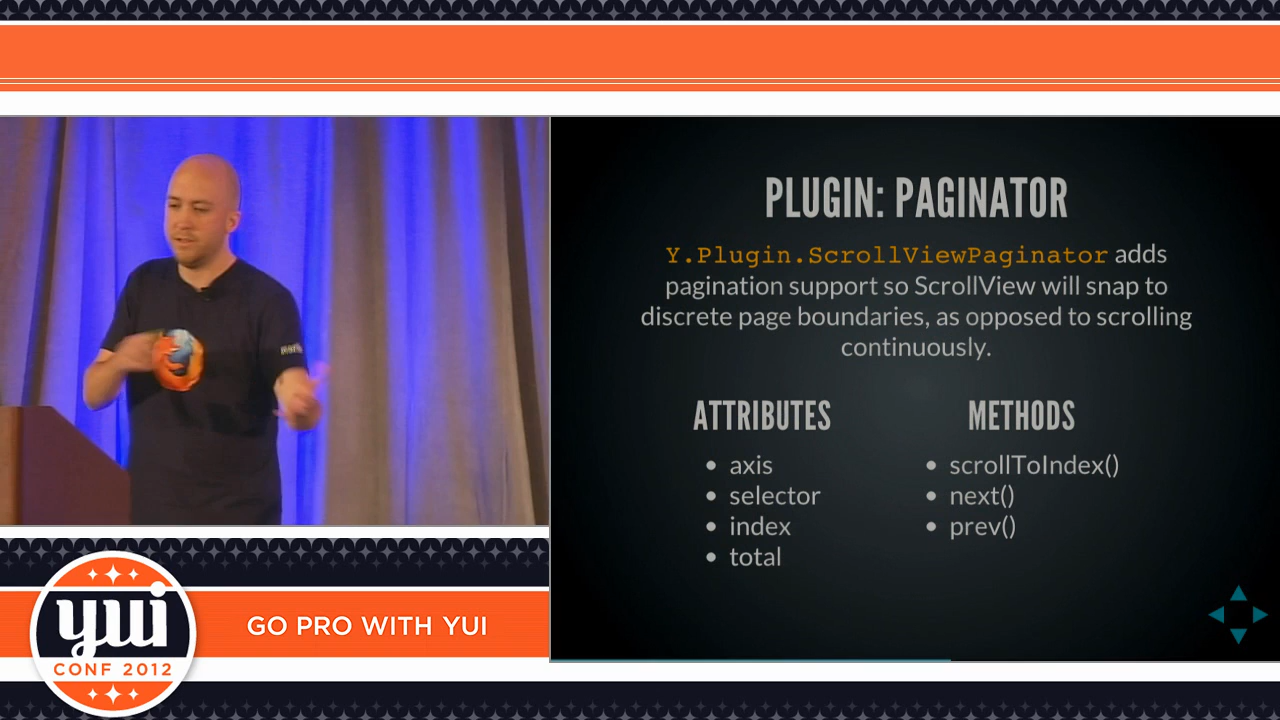 PLUGIN: PAGINATOR
Y.Plugin.ScrollViewPaginator adds
pagination support so ScrollView will snap to
discrete page boundaries, as opposed to scrolling
continuously.
ATTRIBUTES
• axis
• selector
• index
• total
METHODS
• scrollToIndex()
• next()
• prev()
yui
CONF 2012
GO PRO WITH YUI